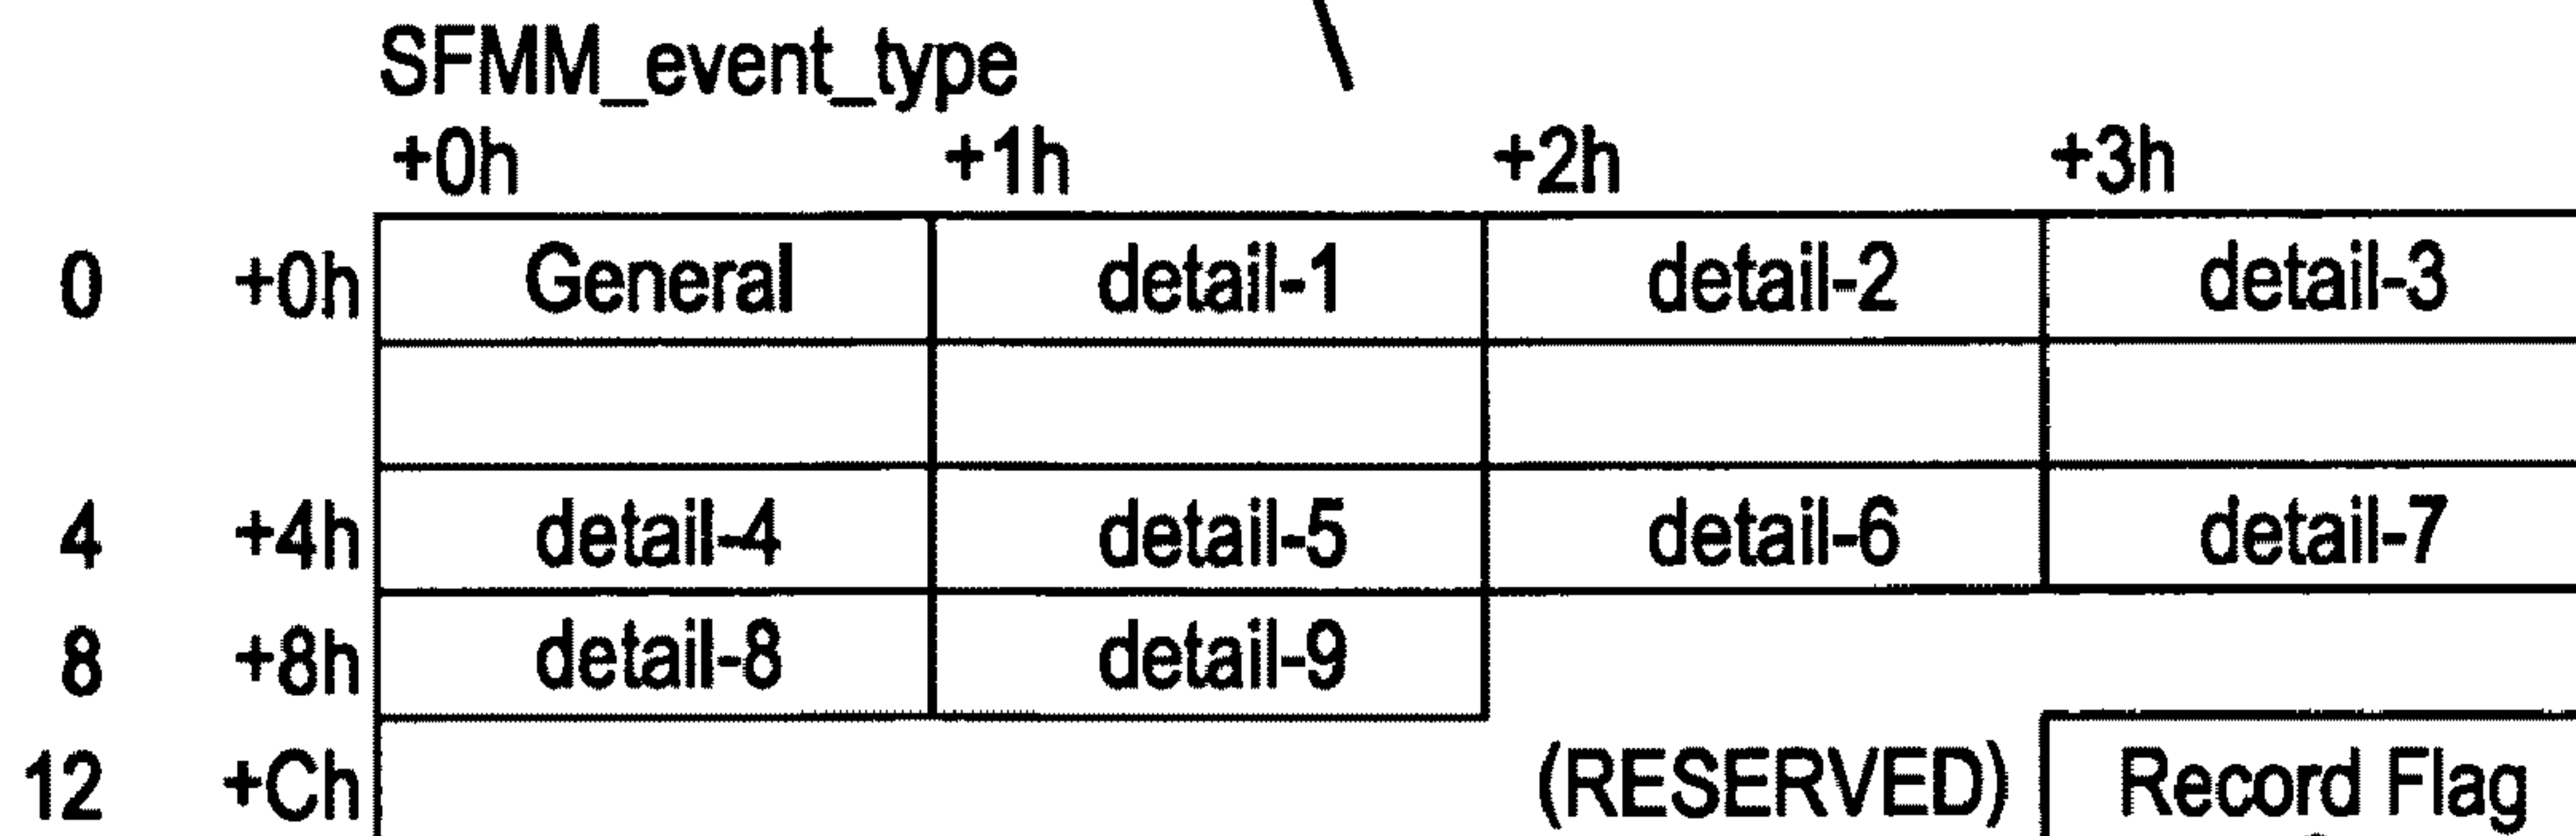 SFMM_event_type
+0h +1h +2h +3h
0 +0h General detail-1 detail-2 detail-3
4 +4h detail-4 detail-5 detail-6 detail-7
8 +8h detail-8 detail-9
12 +Ch (RESERVED) Record Flag